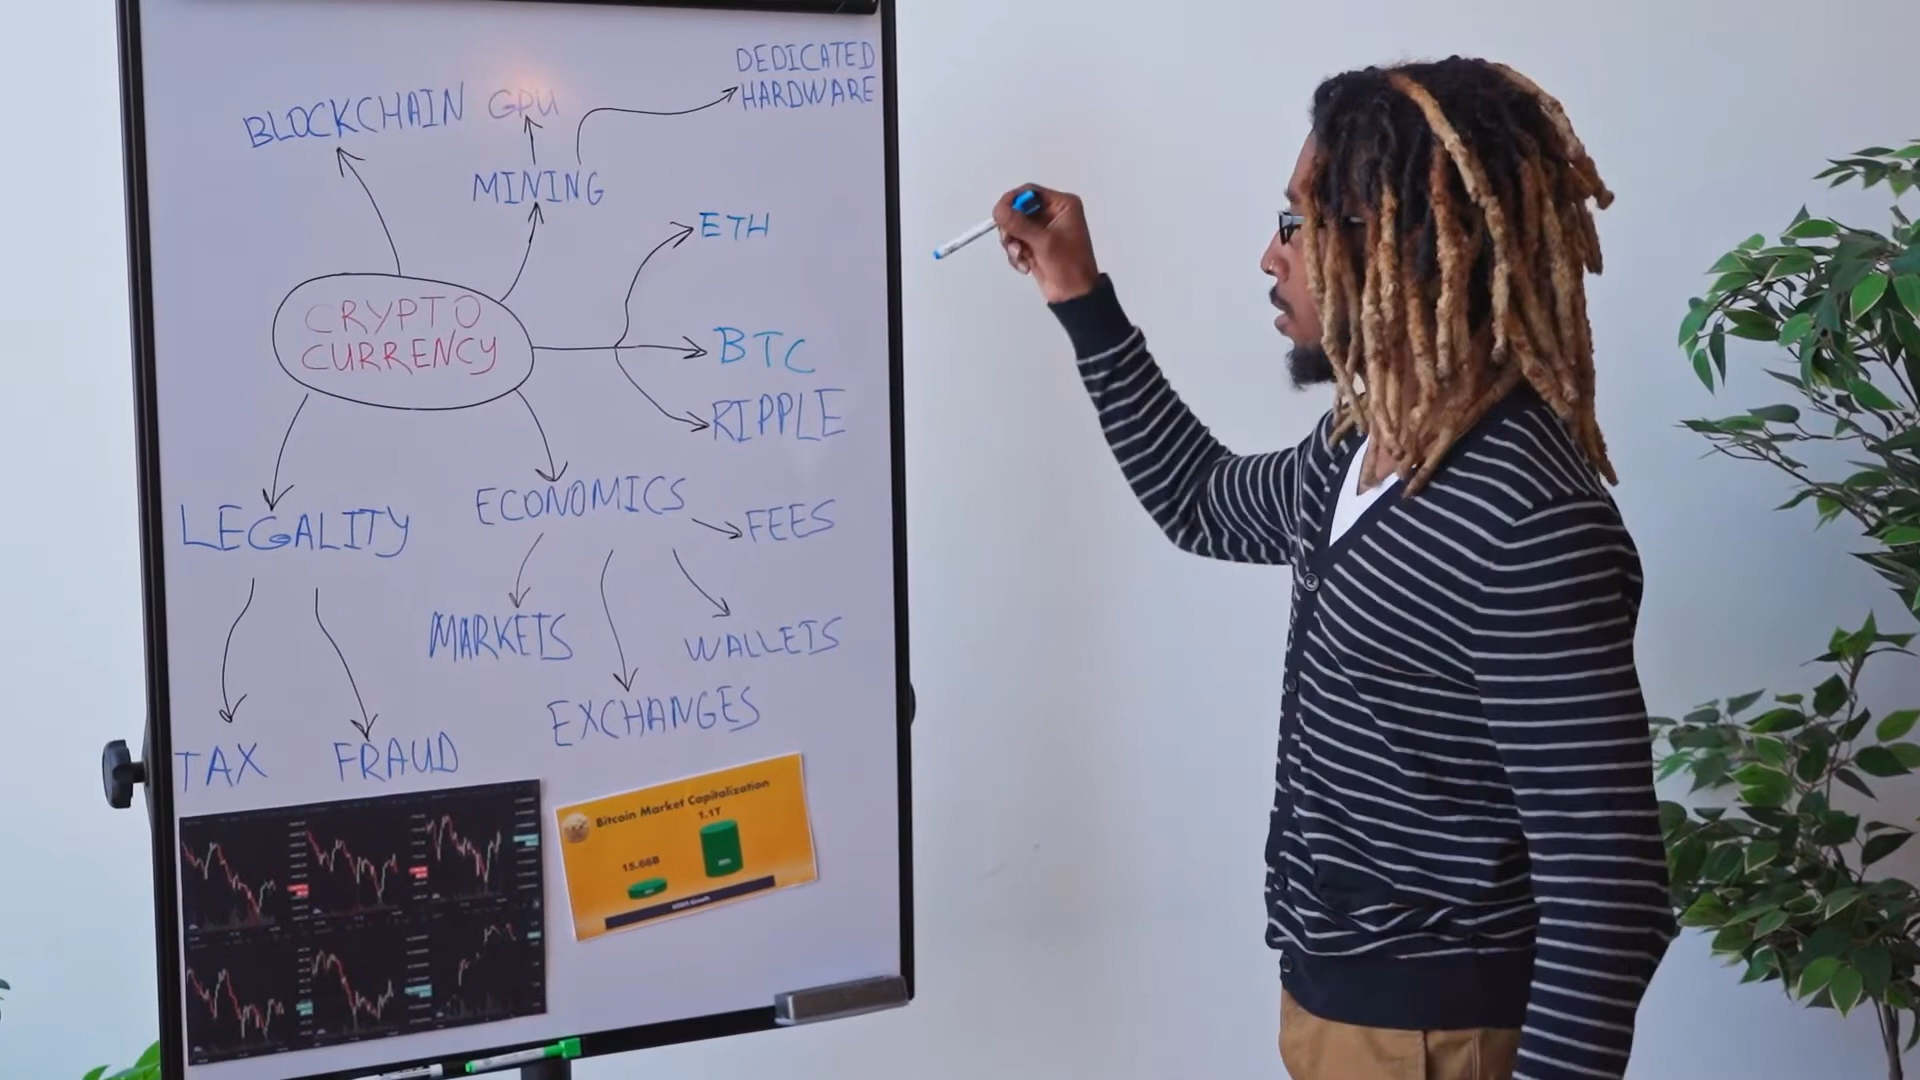 DEDICATED
HARDWARE
BLOCKCHAIN
GPU
MINING
ETH
CRYPTO
CURRENCY
BTC
RIPPLE
LEGALITY
ECONOMICS
FEES
MARKETS
WALLETS
EXCHANGES
TAX
FRAUD
Bitcoin Market Capitalization
1.1T
15.66B